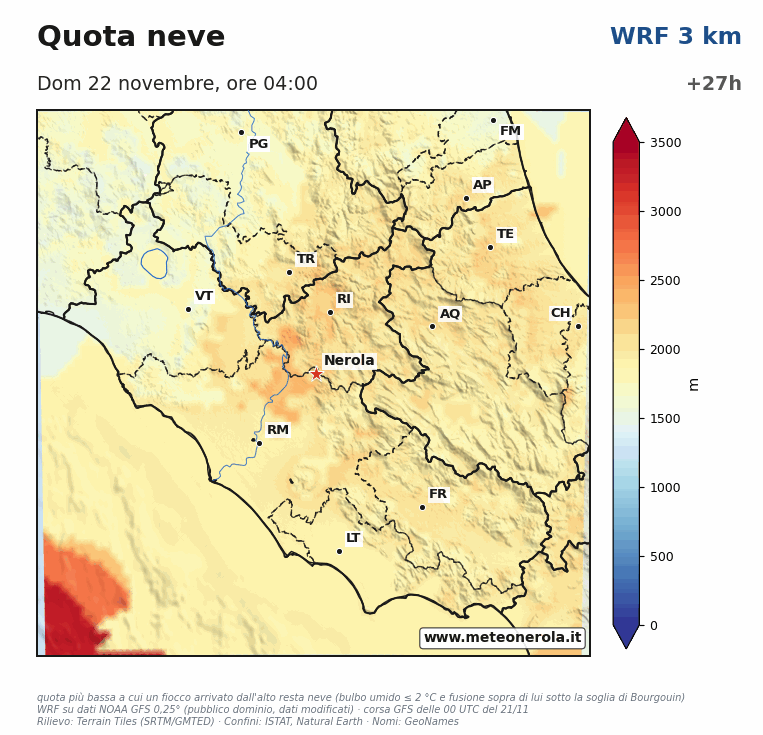 Quota neve
WRF 3 km
Dom 22 novembre, ore 04:00
+27h
FM
PG
AP
TE
TR
VT
RI
AQ
CH
Nerola
RM
FR
LT
www.meteonerola.it
3500
3000
2500
2000
1500
1000
500
0
m
quota più bassa a cui un fiocco arrivato dall'alto resta neve (bulbo umido ≤ 2 °C e fusione sopra di lui sotto la soglia di Bourgouin)
WRF su dati NOAA GFS 0,25° (pubblico dominio, dati modificati) · corsa GFS delle 00 UTC del 21/11
Rilievo: Terrain Tiles (SRTM/GMTED) · Confini: ISTAT, Natural Earth · Nomi: GeoNames